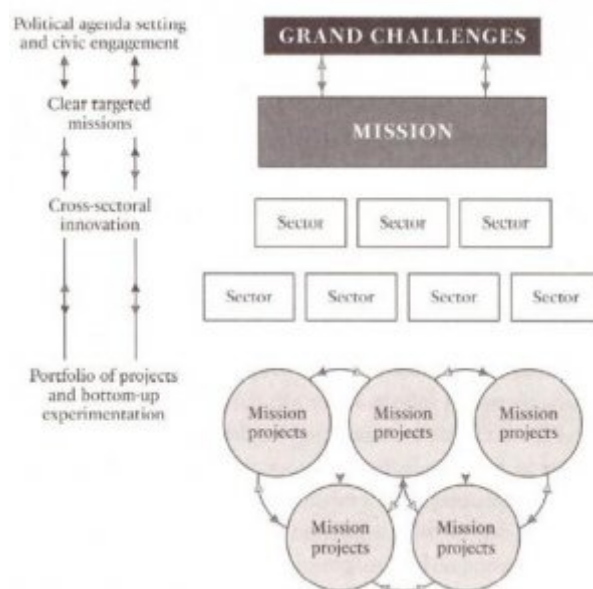 Political agenda setting
and civic engagement
Clear targeted
missions
Cross-sectoral
innovation
Portfolio of projects
and bottom-up
experimentation
GRAND CHALLENGES
MISSION
Sector
Sector
Sector
Sector
Sector
Sector
Sector
Mission
projects
Mission
projects
Mission
projects
Mission
projects
Mission
projects